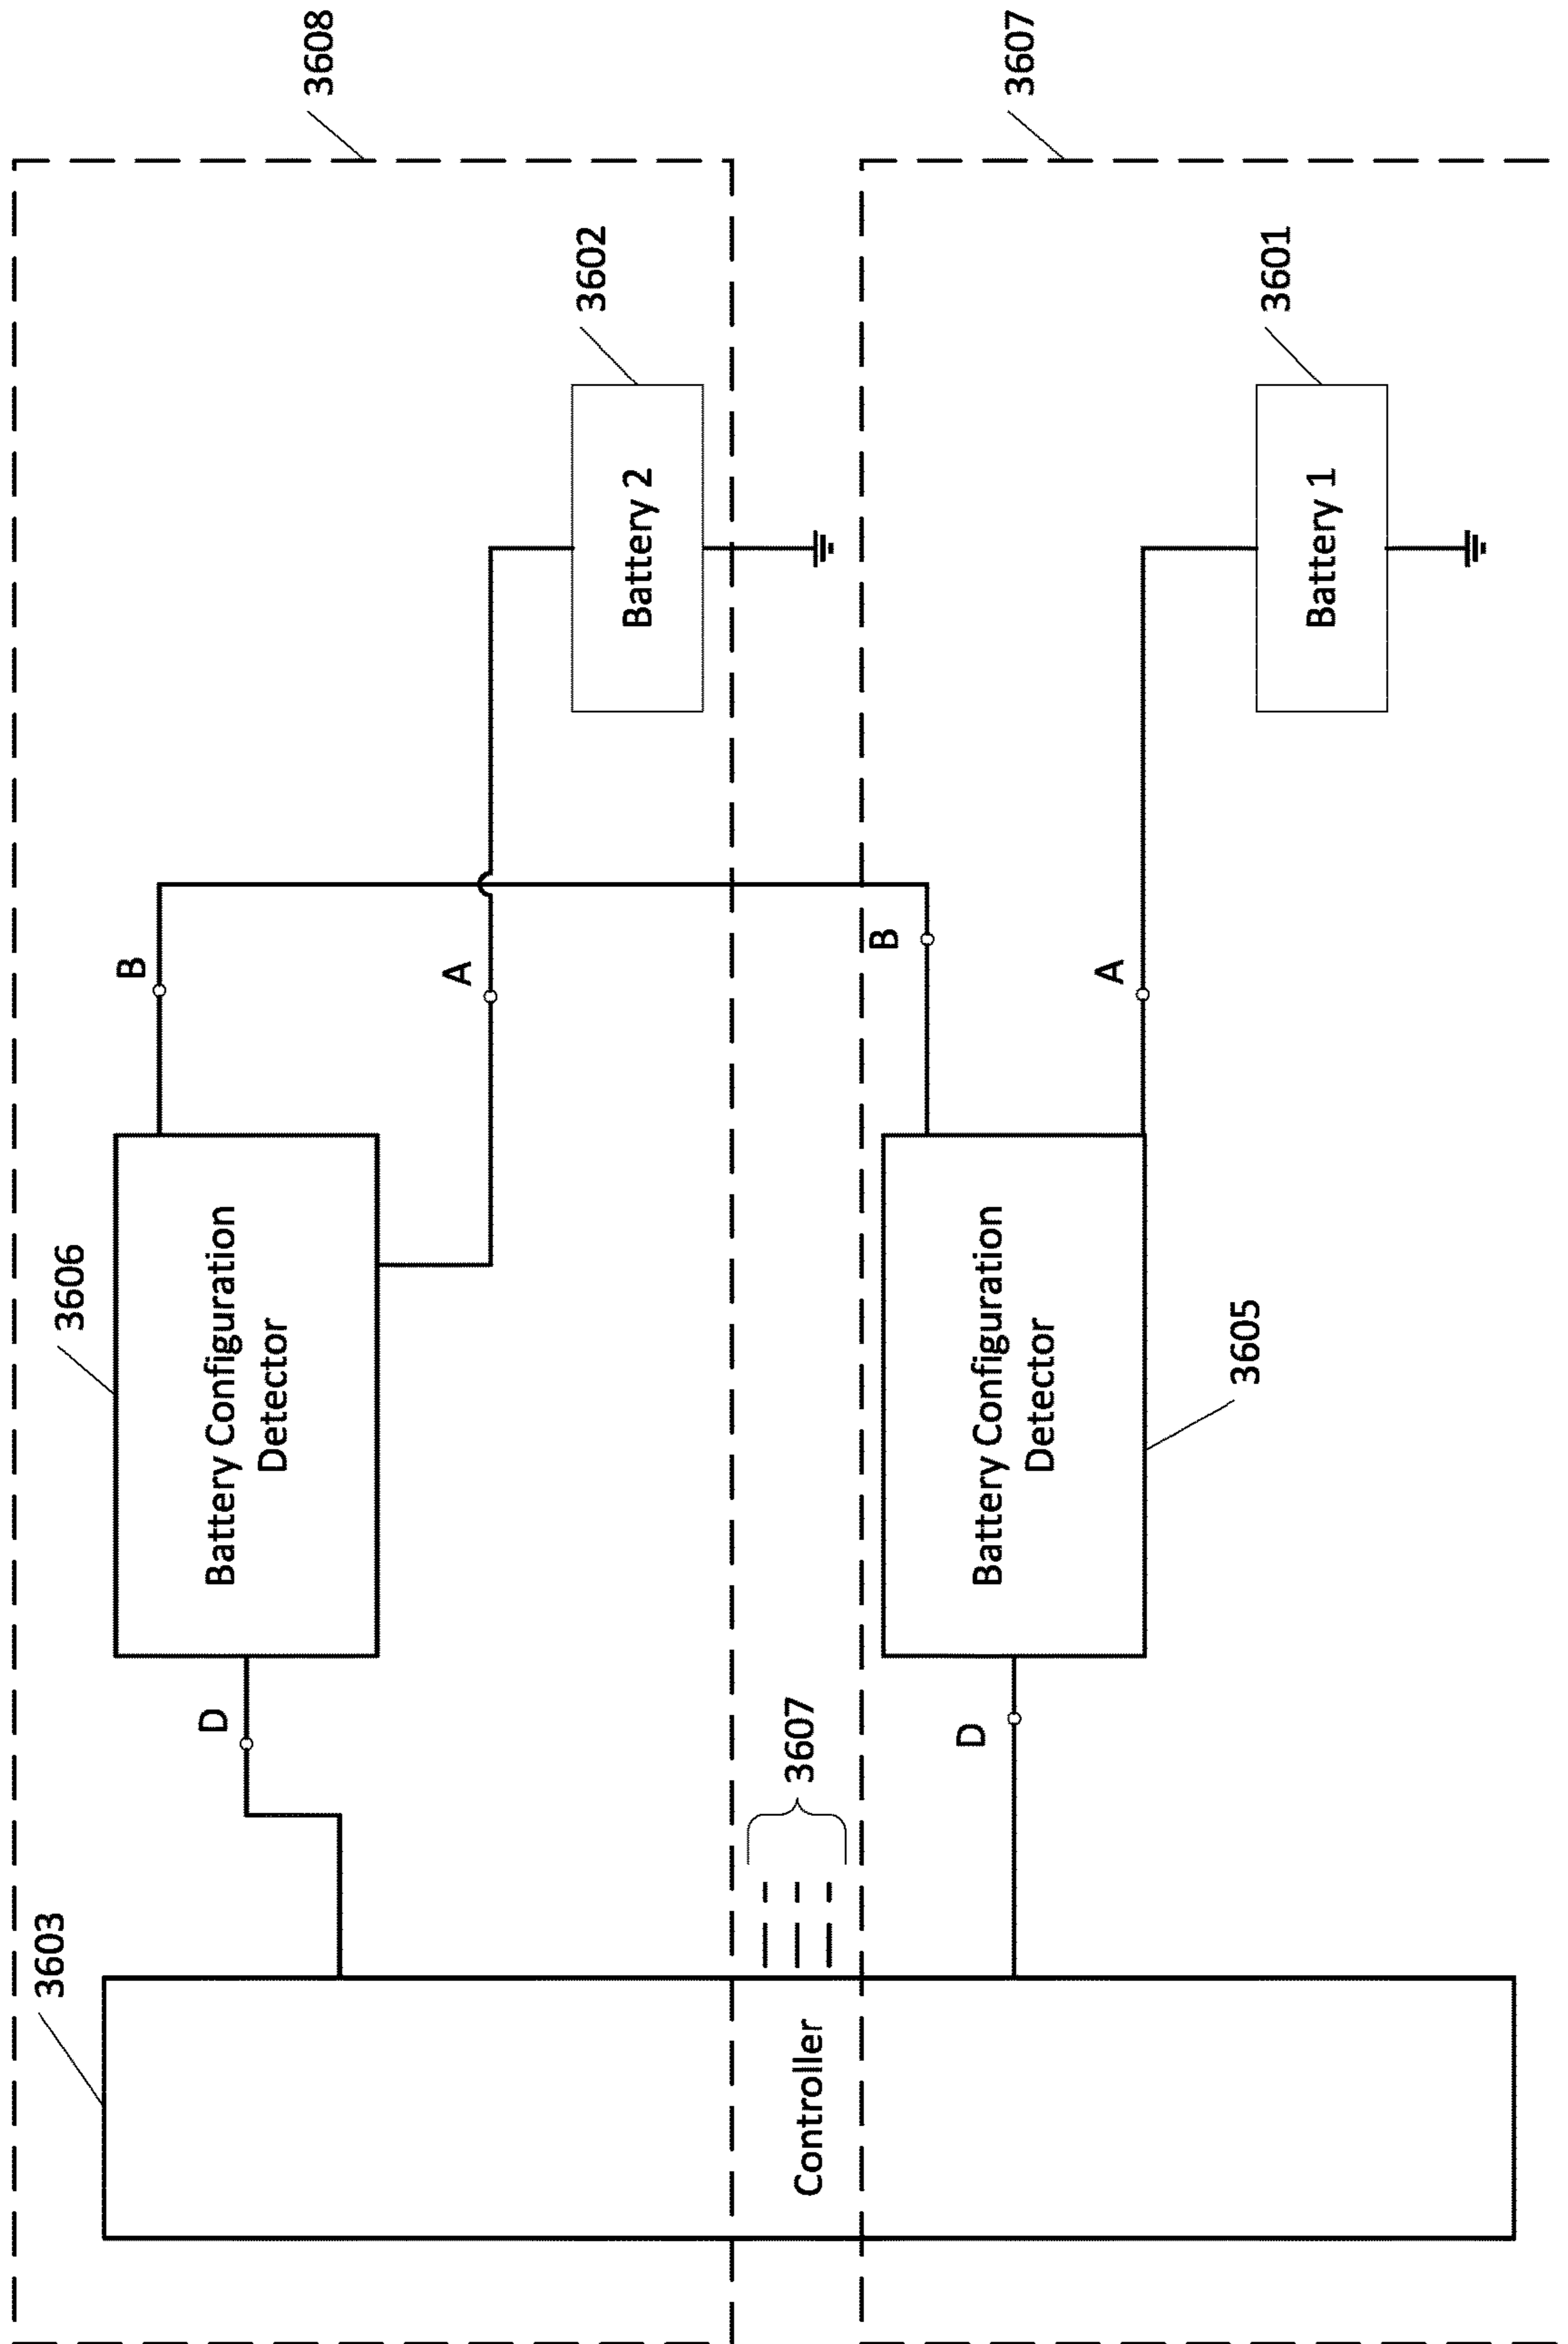 3608
3606
B
Battery Configuration
Detector
D
3603
A
3602
Battery 2
3607
Controller
3607
B
Battery Configuration
Detector
D
A
3605
3601
Battery 1